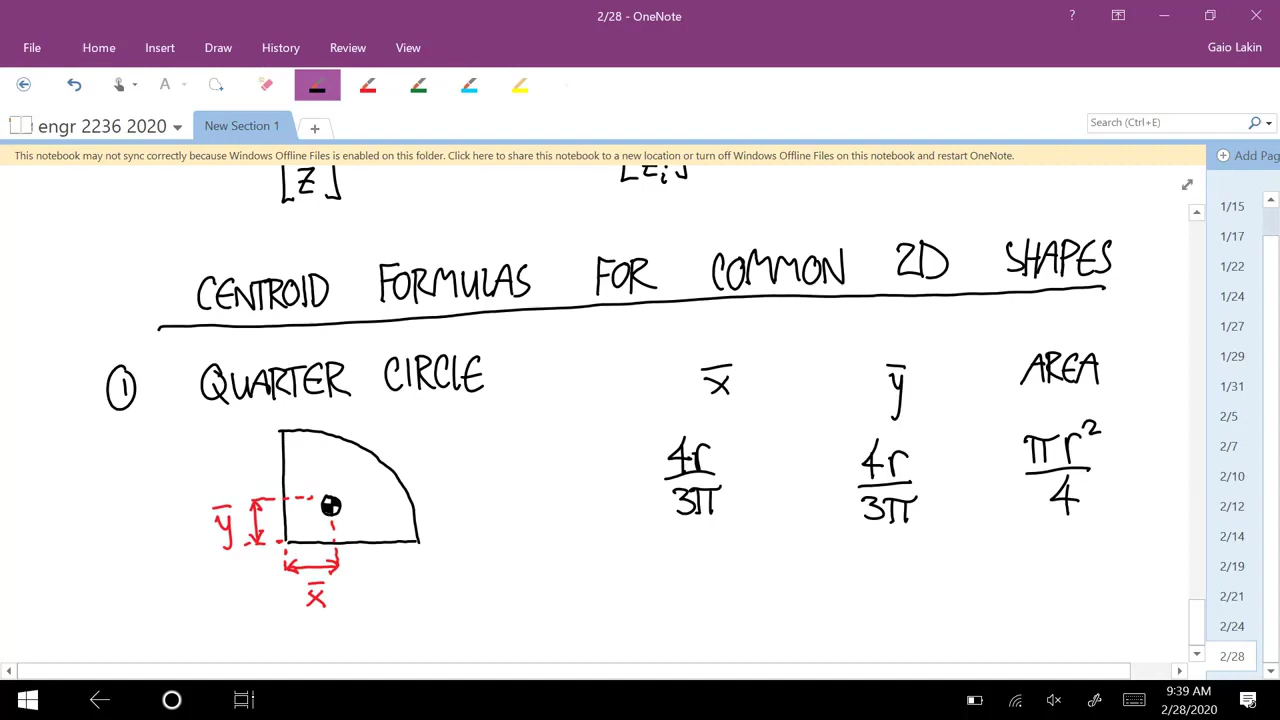 2/28 - OneNote
?
File Home Insert Draw History Review View
Gaio Lakin
A
engr 2236 2020
New Section 1
+
Search (Ctrl+E)
This notebook may not sync correctly because Windows Offline Files is enabled on this folder. Click here to share this notebook to a new location or turn off Windows Offline Files on this notebook and restart OneNote.
Add Pag
[z] [zᵢ]
CENTROID FORMULAS FOR COMMON 2D SHAPES
① QUARTER CIRCLE x̅ y̅ AREA
4r/3π 4r/3π πr²/4
y̅
x̅
1/15
1/17
1/22
1/24
1/27
1/29
1/31
2/5
2/7
2/10
2/12
2/14
2/19
2/21
2/24
2/28
9:39 AM
2/28/2020